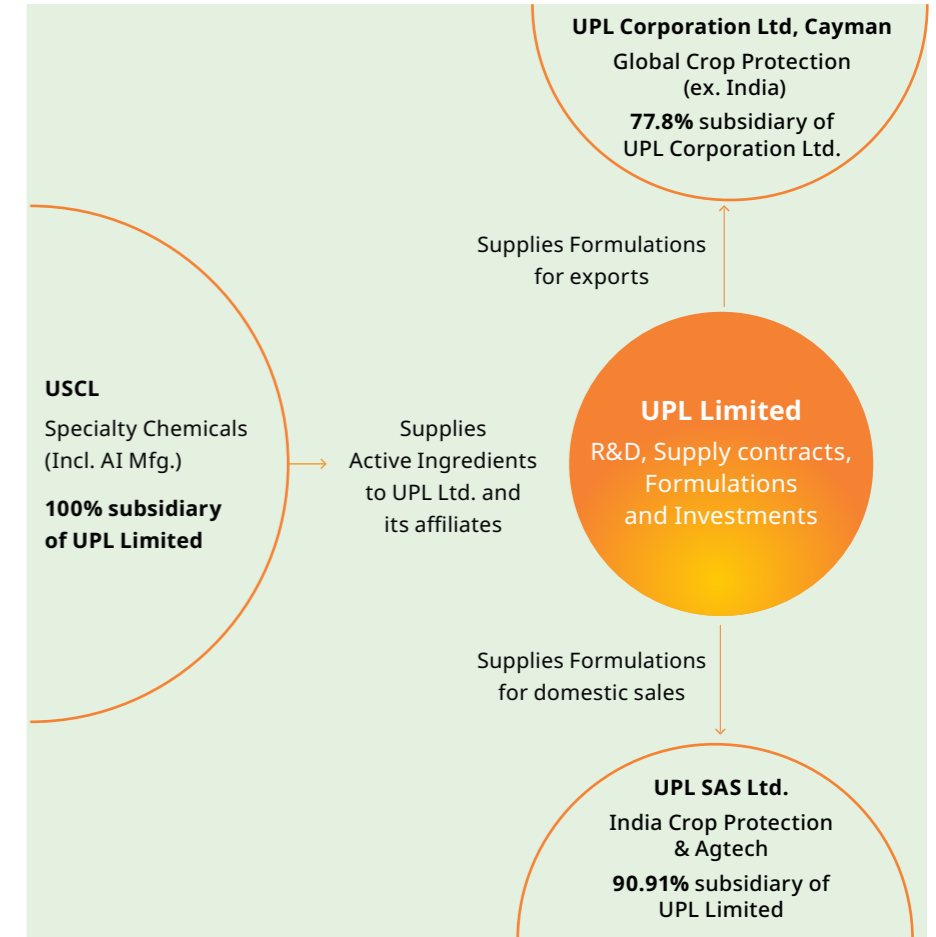 UPL Corporation Ltd, Cayman
Global Crop Protection
(ex. India)
77.8% subsidiary of
UPL Corporation Ltd.
Supplies Formulations
for exports
USCL
Specialty Chemicals
(Incl. AI Mfg.)
100% subsidiary
of UPL Limited
Supplies
Active Ingredients
to UPL Ltd. and
its affiliates
UPL Limited
R&D, Supply contracts,
Formulations
and Investments
Supplies Formulations
for domestic sales
UPL SAS Ltd.
India Crop Protection
& Agtech
90.91% subsidiary of
UPL Limited